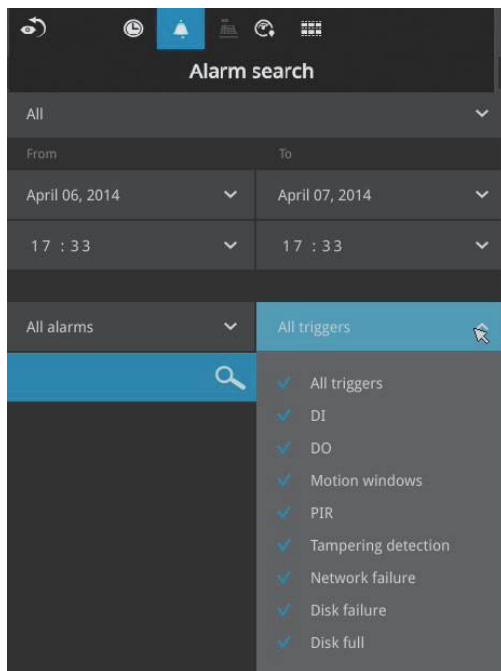 Alarm search
All
From To
April 06, 2014 April 07, 2014
17 : 33 17 : 33
All alarms All triggers
All triggers
DI
DO
Motion windows
PIR
Tampering detection
Network failure
Disk failure
Disk full